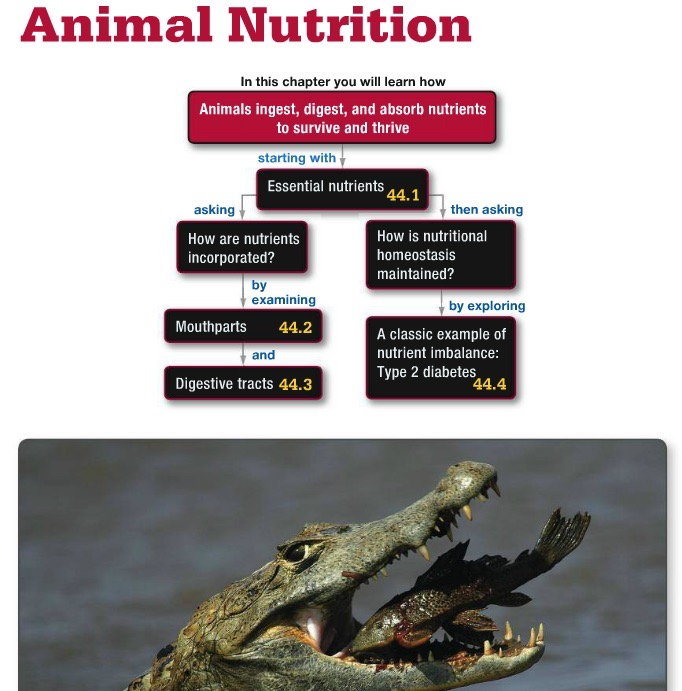 Animal Nutrition
In this chapter you will learn how
Animals ingest, digest, and absorb nutrients
to survive and thrive
starting with
Essential nutrients 44.1
asking
then asking
How are nutrients
incorporated?
How is nutritional
homeostasis
maintained?
by
examining
by exploring
Mouthparts 44.2
and
Digestive tracts 44.3
A classic example of
nutrient imbalance:
Type 2 diabetes
44.4